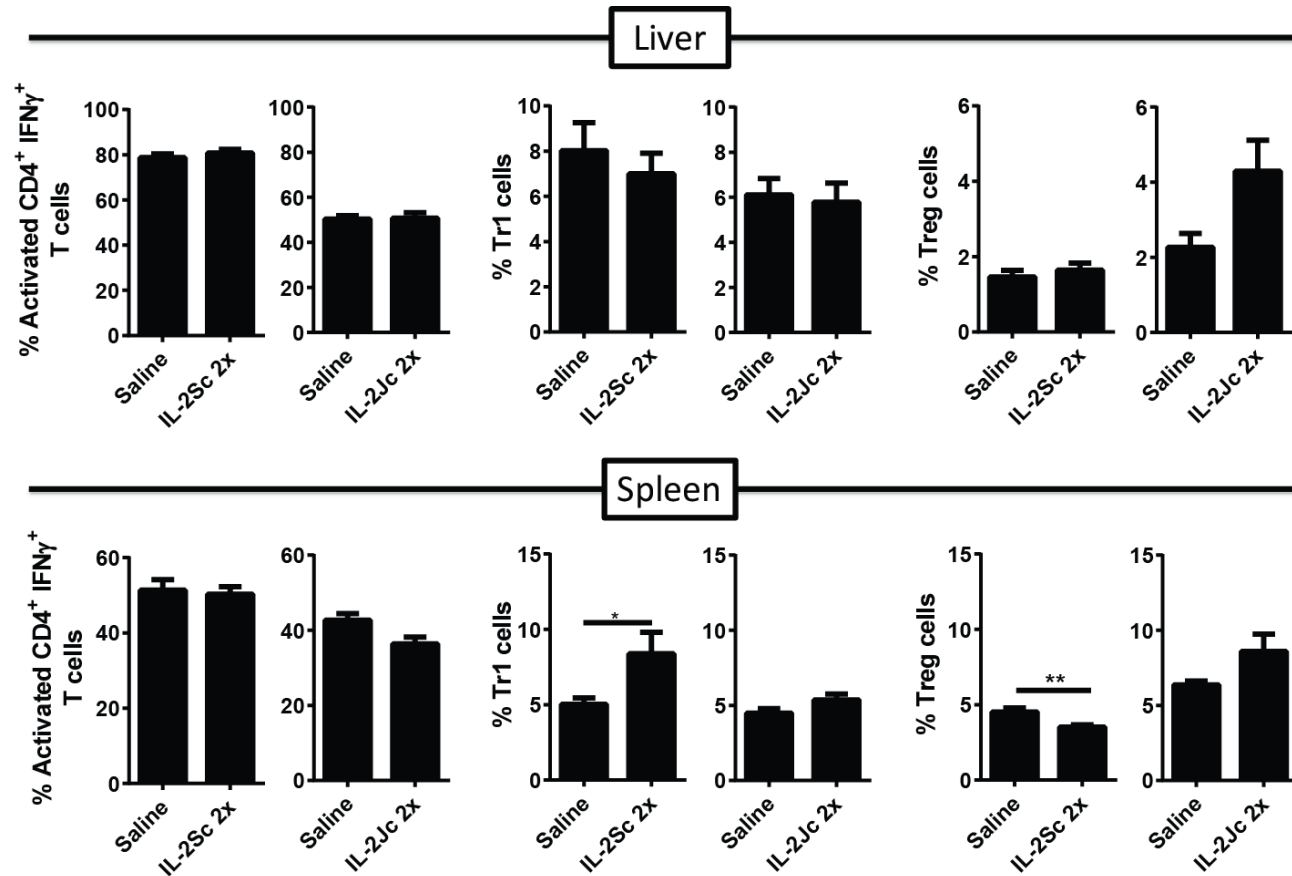 Liver
% Activated CD4⁺ IFNγ⁺
T cells
100
80
60
40
20
0
Saline
IL-2Sc 2x
100
80
60
40
20
0
Saline
IL-2Jc 2x
% Tr1 cells
10
8
6
4
2
0
Saline
IL-2Sc 2x
10
8
6
4
2
0
Saline
IL-2Jc 2x
% Treg cells
6
4
2
0
Saline
IL-2Sc 2x
6
4
2
0
Saline
IL-2Jc 2x
Spleen
% Activated CD4⁺ IFNγ⁺
T cells
60
40
20
0
Saline
IL-2Sc 2x
60
40
20
0
Saline
IL-2Jc 2x
% Tr1 cells
15
10
5
0
*
Saline
IL-2Sc 2x
15
10
5
0
Saline
IL-2Jc 2x
% Treg cells
15
10
5
0
**
Saline
IL-2Sc 2x
15
10
5
0
Saline
IL-2Jc 2x